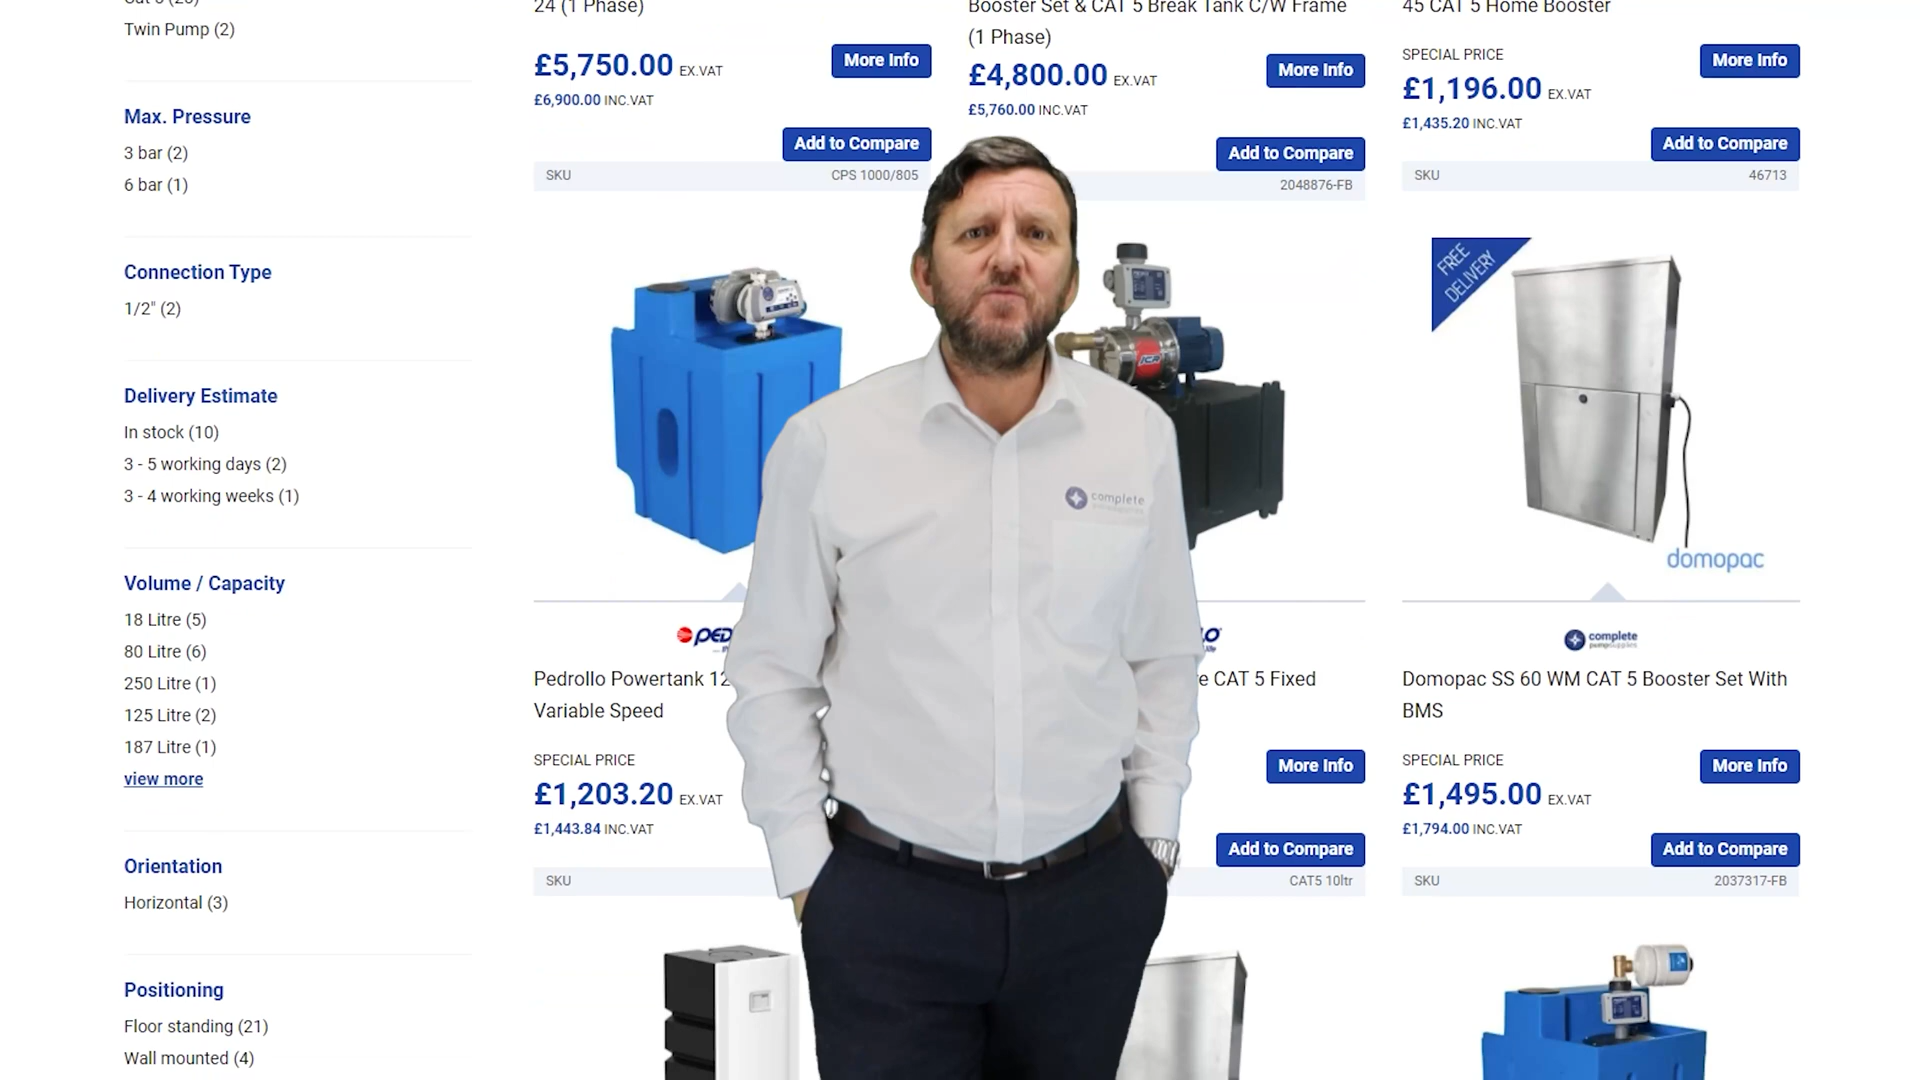 Twin Pump (2)
Max. Pressure
3 bar (2)
6 bar (1)
Connection Type
1/2" (2)
Delivery Estimate
In stock (10)
3 - 5 working days (2)
3 - 4 working weeks (1)
Volume / Capacity
18 Litre (5)
80 Litre (6)
250 Litre (1)
125 Litre (2)
187 Litre (1)
view more
Orientation
Horizontal (3)
Positioning
Floor standing (21)
Wall mounted (4)
24 (1 Phase)
£5,750.00 EX.VAT
£6,900.00 INC.VAT
More Info
Add to Compare
SKU CPS 1000/805
Booster Set & CAT 5 Break Tank C/W Frame
(1 Phase)
£4,800.00 EX.VAT
£5,760.00 INC.VAT
More Info
Add to Compare
2048876-FB
45 CAT 5 Home Booster
SPECIAL PRICE
£1,196.00 EX.VAT
£1,435.20 INC.VAT
More Info
Add to Compare
SKU 46713
complete
Pedrollo Powertank 12
Variable Speed
SPECIAL PRICE
£1,203.20 EX.VAT
£1,443.84 INC.VAT
SKU
CAT 5 Fixed
More Info
Add to Compare
CAT5 10ltr
FREE
DELIVERY
domopac
complete
pumpsupplies
Domopac SS 60 WM CAT 5 Booster Set With
BMS
SPECIAL PRICE
£1,495.00 EX.VAT
£1,794.00 INC.VAT
More Info
Add to Compare
SKU 2037317-FB